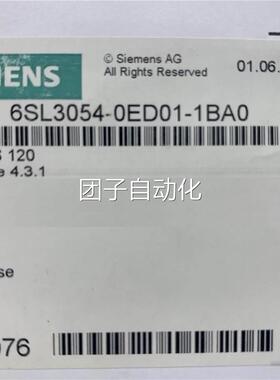 © Siemens AG
All Rights Reserved
01.06.
IENS
6SL3054-0ED01-1BA0
S 120
e 4.3.1
团子自动化
se
076